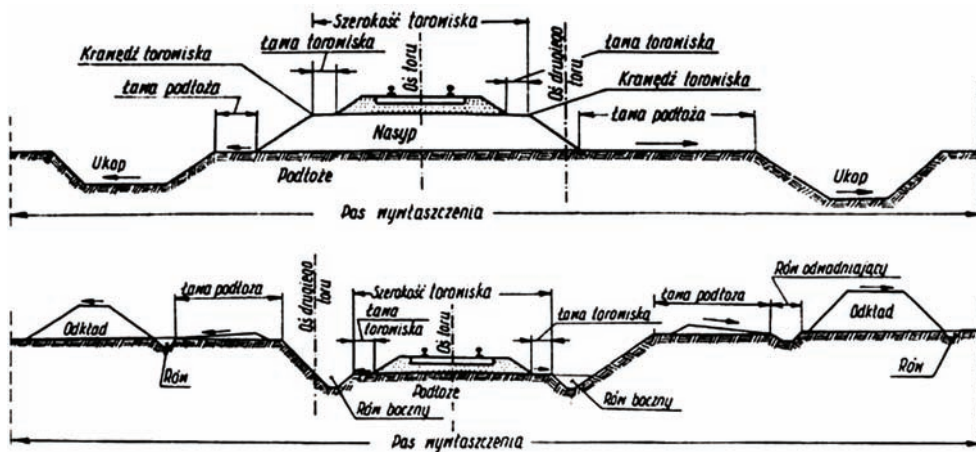 Szerokość torowiska
Ława torowiska
Oś toru
Oś drugiego toru
Ława torowiska
Krawędź torowiska
Krawędź torowiska
Ława podłoża
Ława podłoża
Nasyp
Ukop
Podłoże
Ukop
Pas wywłaszczenia
Oś drugiego toru
Rów odwadniający
Ława podłoża
Szerokość torowiska
Ława podłoża
Ława
torowiska
Oś toru
Ława torowiska
Odkład
Odkład
Rów
Podłoże
Rów
Rów boczny
Rów boczny
Pas wywłaszczenia